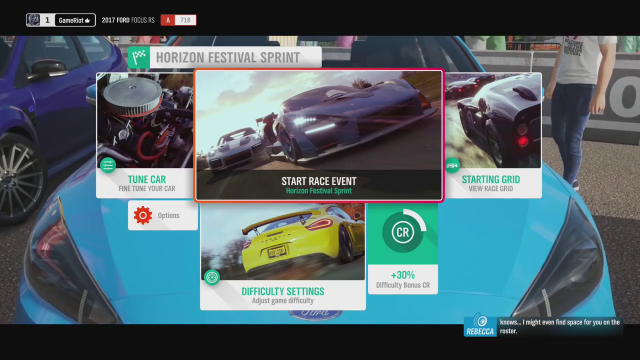 1 GameRiot 2017 FORD FOCUS RS A 718
HORIZON FESTIVAL SPRINT
TUNE CAR
FINE TUNE YOUR CAR
START RACE EVENT
Horizon Festival Sprint
STARTING GRID
VIEW RACE GRID
Options
DIFFICULTY SETTINGS
Adjust game difficulty
CR
+30%
Difficulty Bonus CR
Ford
REBECCA
knows... I might even find space for you on the
roster.